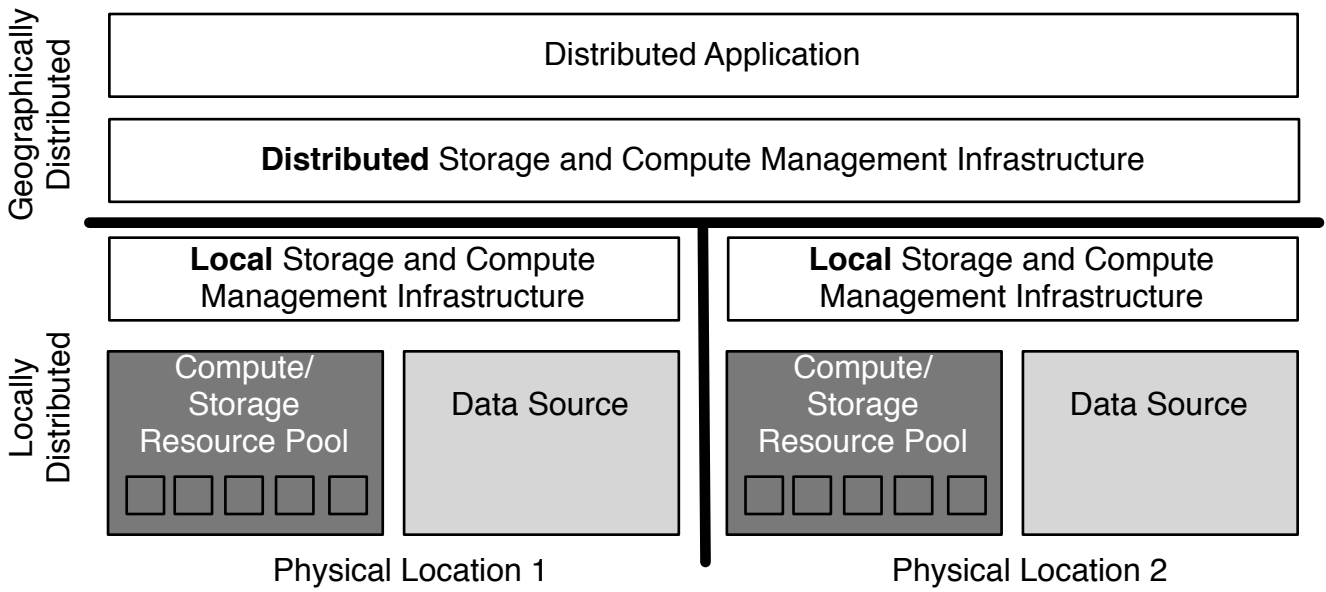 Geographically
Distributed
Distributed Application
Distributed Storage and Compute Management Infrastructure
Locally
Distributed
Local Storage and Compute
Management Infrastructure
Compute/
Storage
Resource Pool
Data Source
Physical Location 1
Local Storage and Compute
Management Infrastructure
Compute/
Storage
Resource Pool
Data Source
Physical Location 2